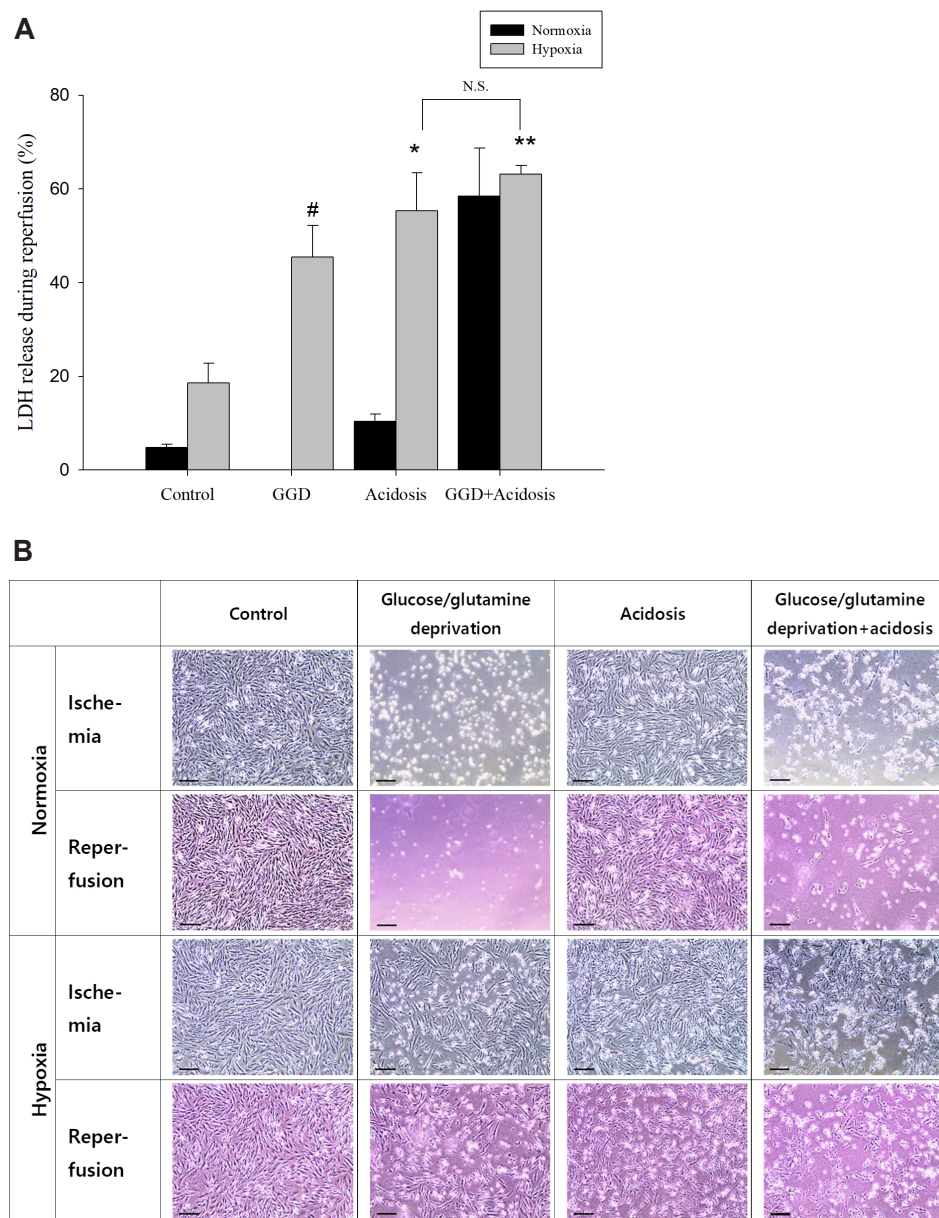 A
Normoxia
Hypoxia
N.S.
80
60
40
20
0
LDH release during reperfusion (%)
#
*
**
Control GGD Acidosis GGD+Acidosis
B
Control
Glucose/glutamine
deprivation
Acidosis
Glucose/glutamine
deprivation+acidosis
Normoxia
Ische-
mia
Reper-
fusion
Hypoxia
Ische-
mia
Reper-
fusion